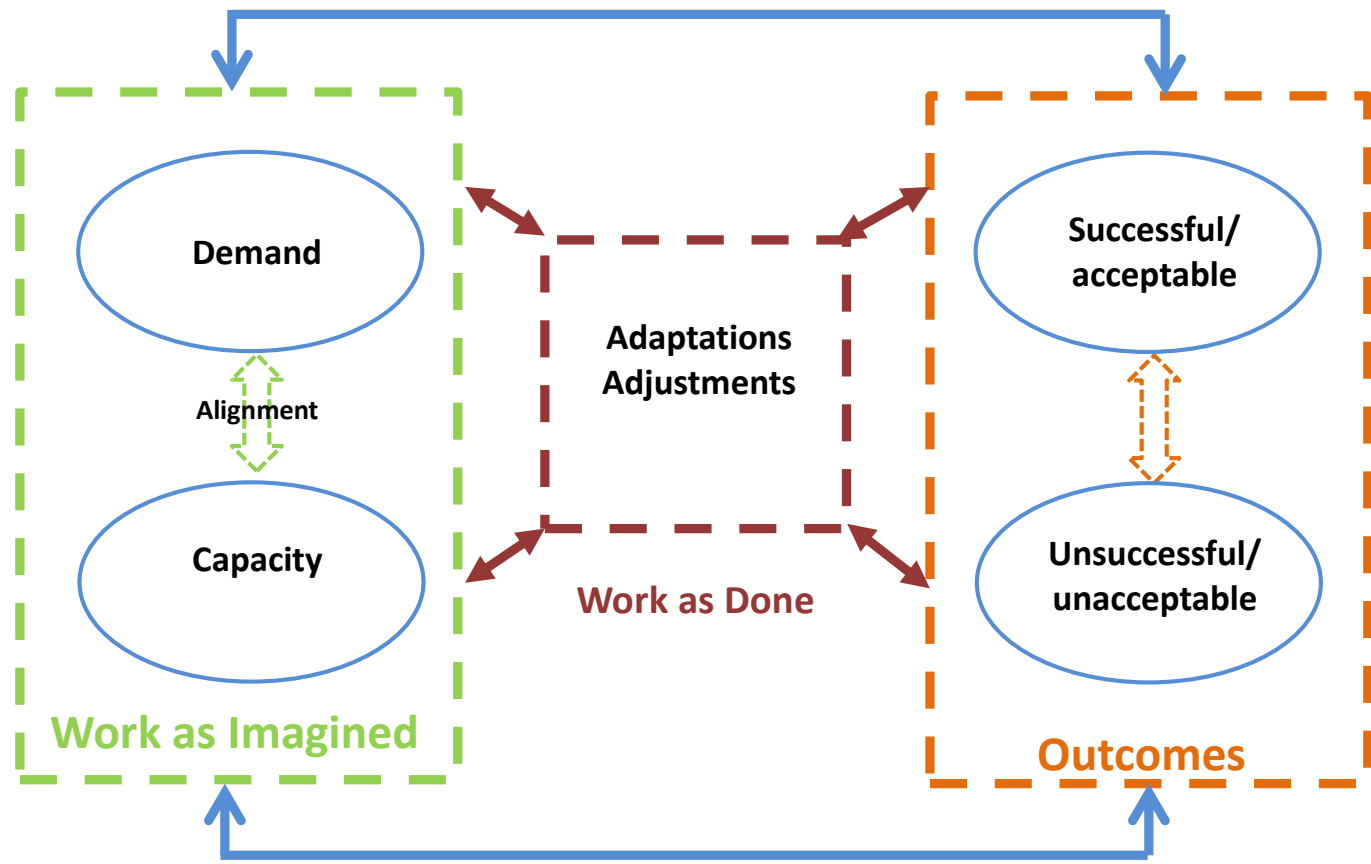 Demand
Alignment
Capacity
Work as Imagined
Adaptations
Adjustments
Work as Done
Successful/
acceptable
Unsuccessful/
unacceptable
Outcomes